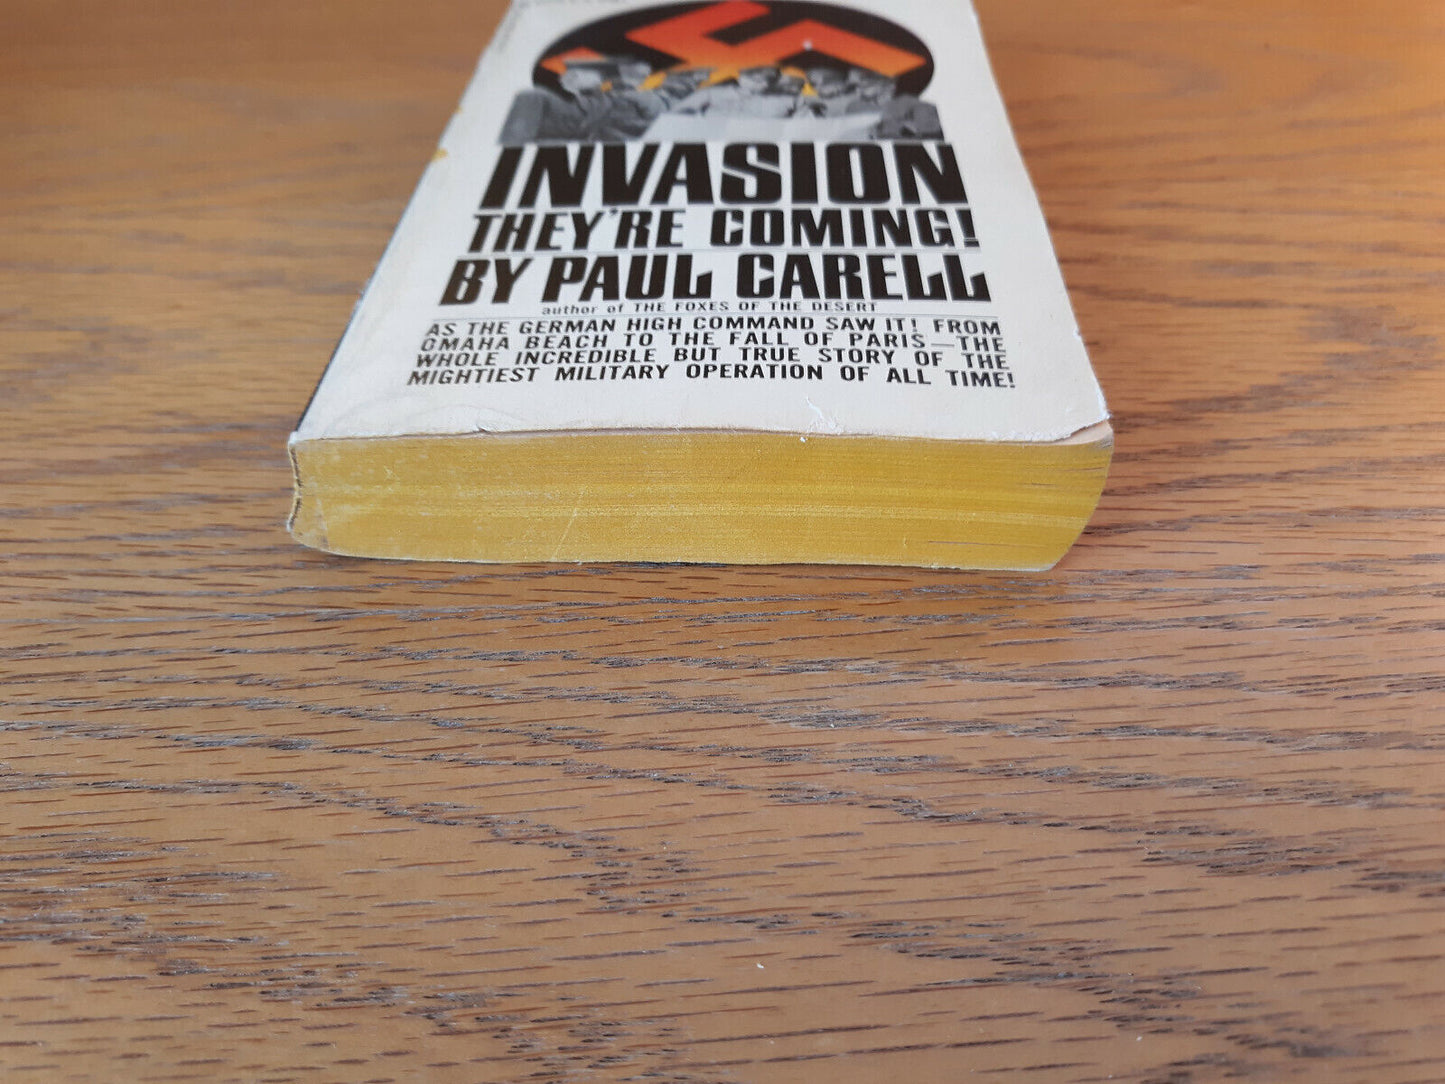 INVASION
THEY'RE COMING!
BY PAUL CARELL
author of THE FOXES OF THE DESERT
AS THE GERMAN HIGH COMMAND SAW IT! FROM
OMAHA BEACH TO THE FALL OF PARIS—THE
WHOLE INCREDIBLE BUT TRUE STORY OF THE
MIGHTIEST MILITARY OPERATION OF ALL TIME!